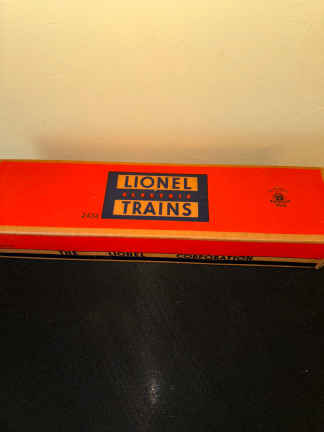 LIONEL
ELECTRIC
TRAINS
THE LIONEL CORPORATION